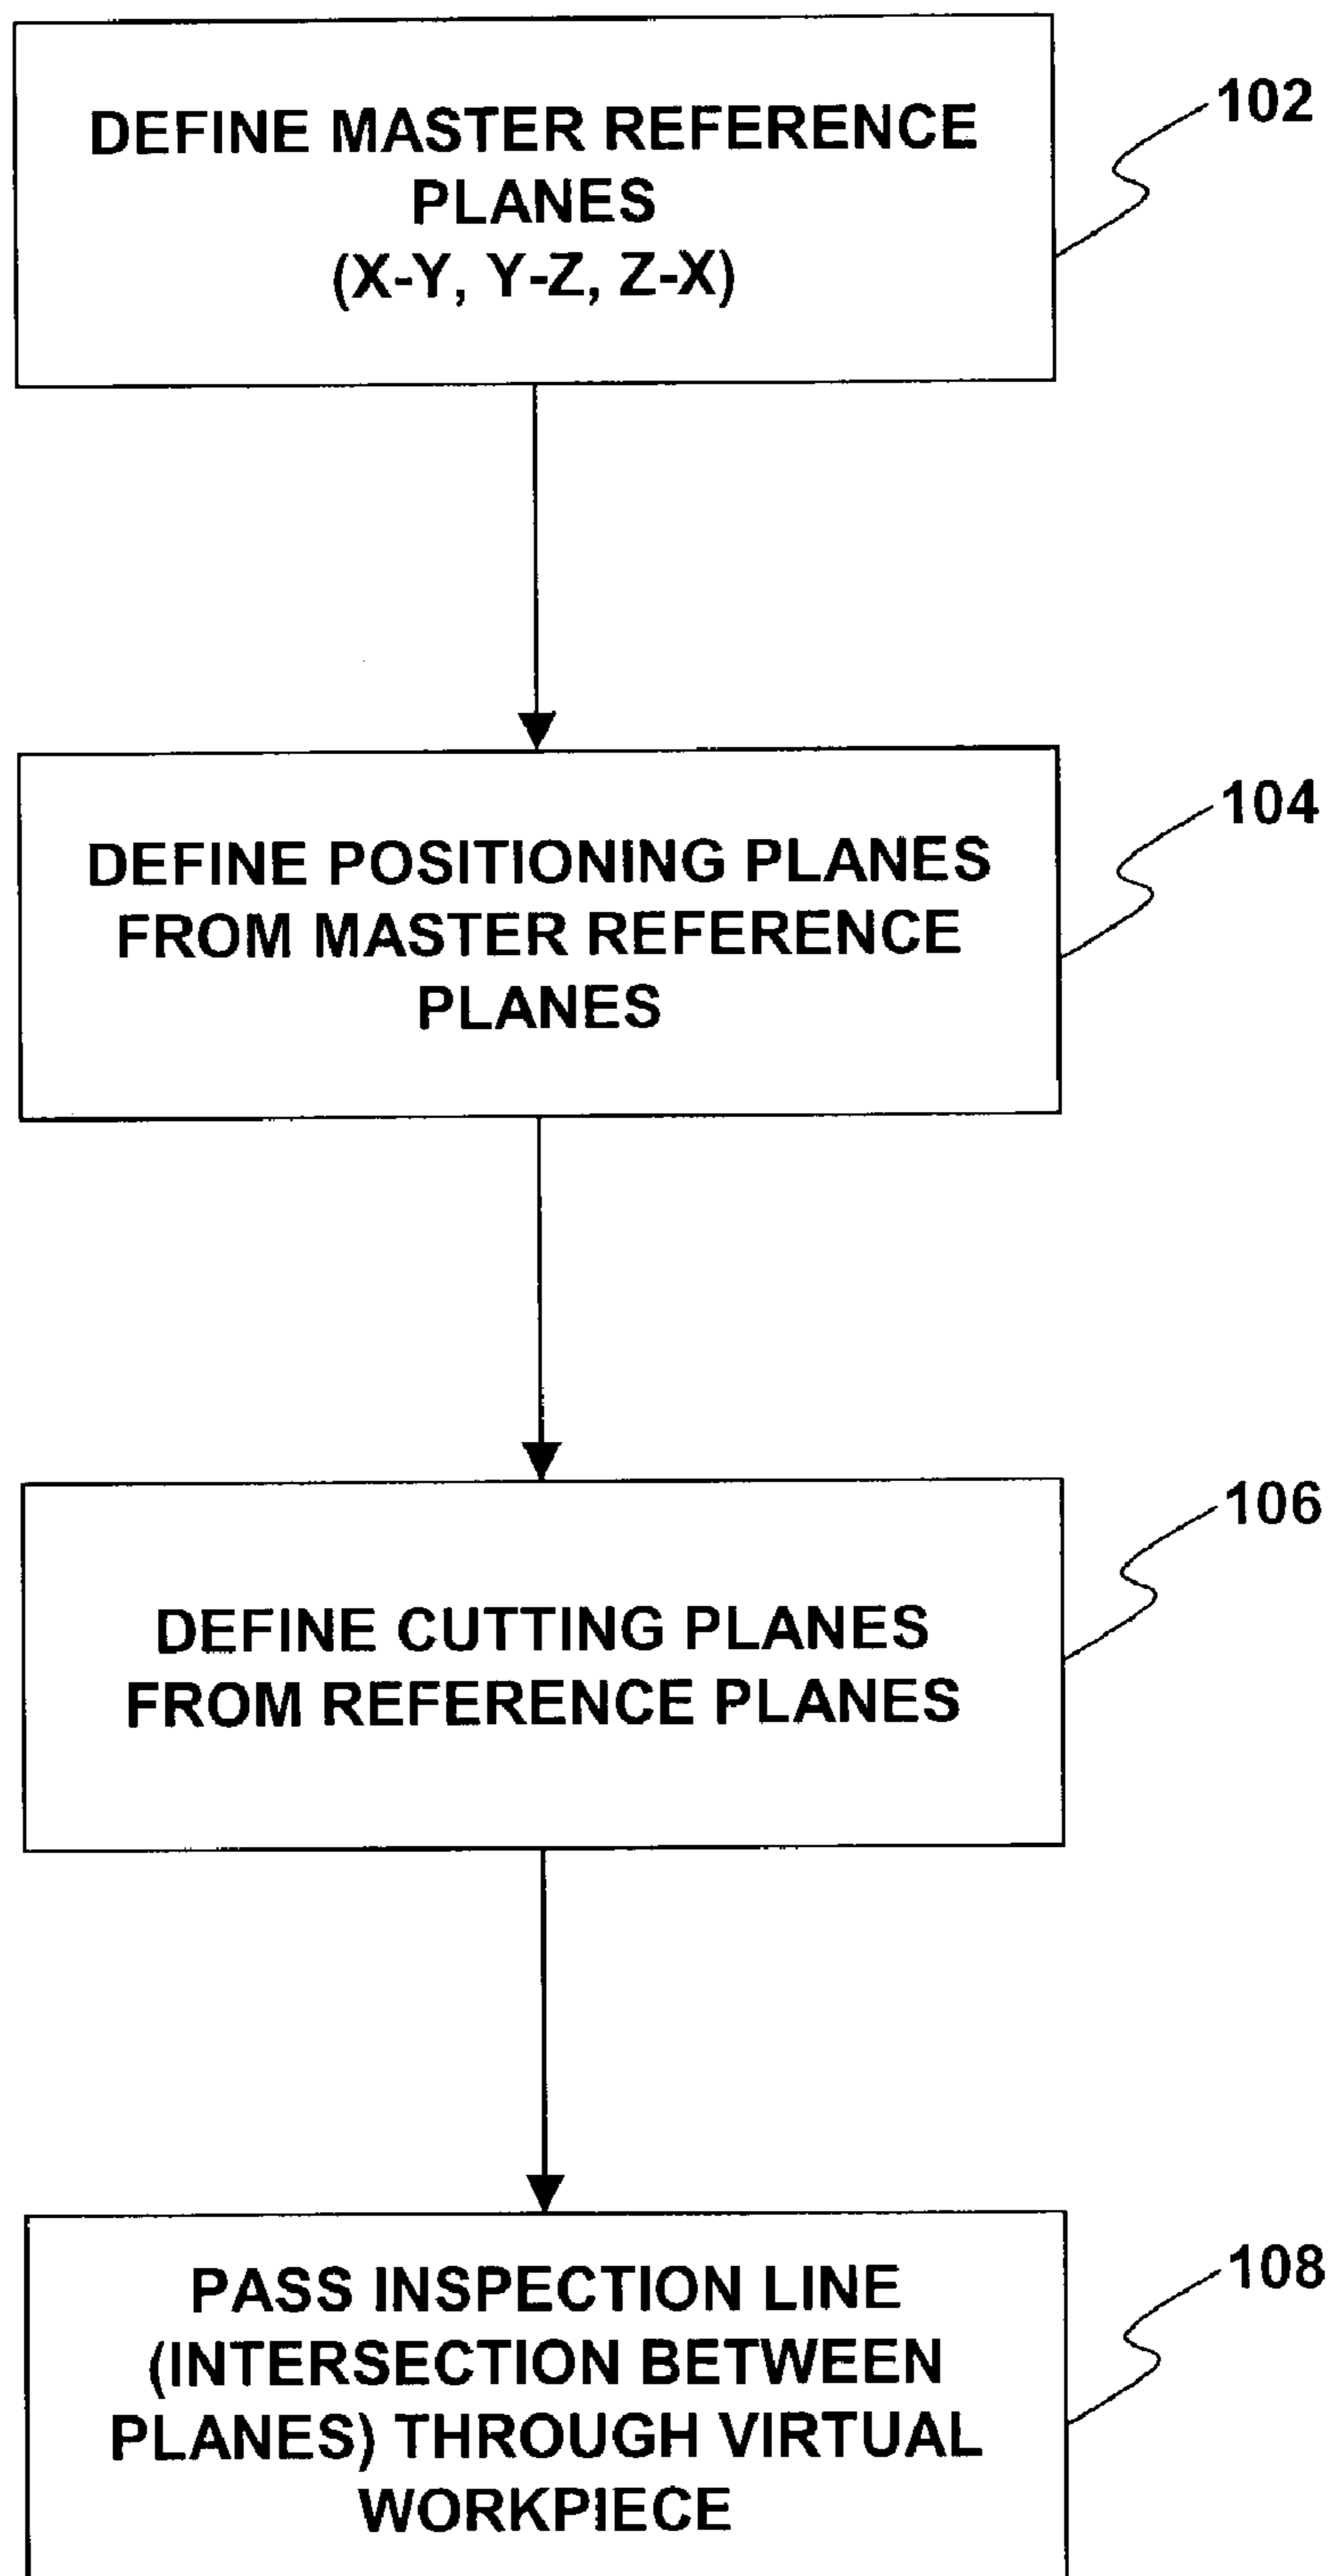 DEFINE MASTER REFERENCE
PLANES
(X-Y, Y-Z, Z-X)
102
DEFINE POSITIONING PLANES
FROM MASTER REFERENCE
PLANES
104
DEFINE CUTTING PLANES
FROM REFERENCE PLANES
106
PASS INSPECTION LINE
(INTERSECTION BETWEEN
PLANES) THROUGH VIRTUAL
WORKPIECE
108